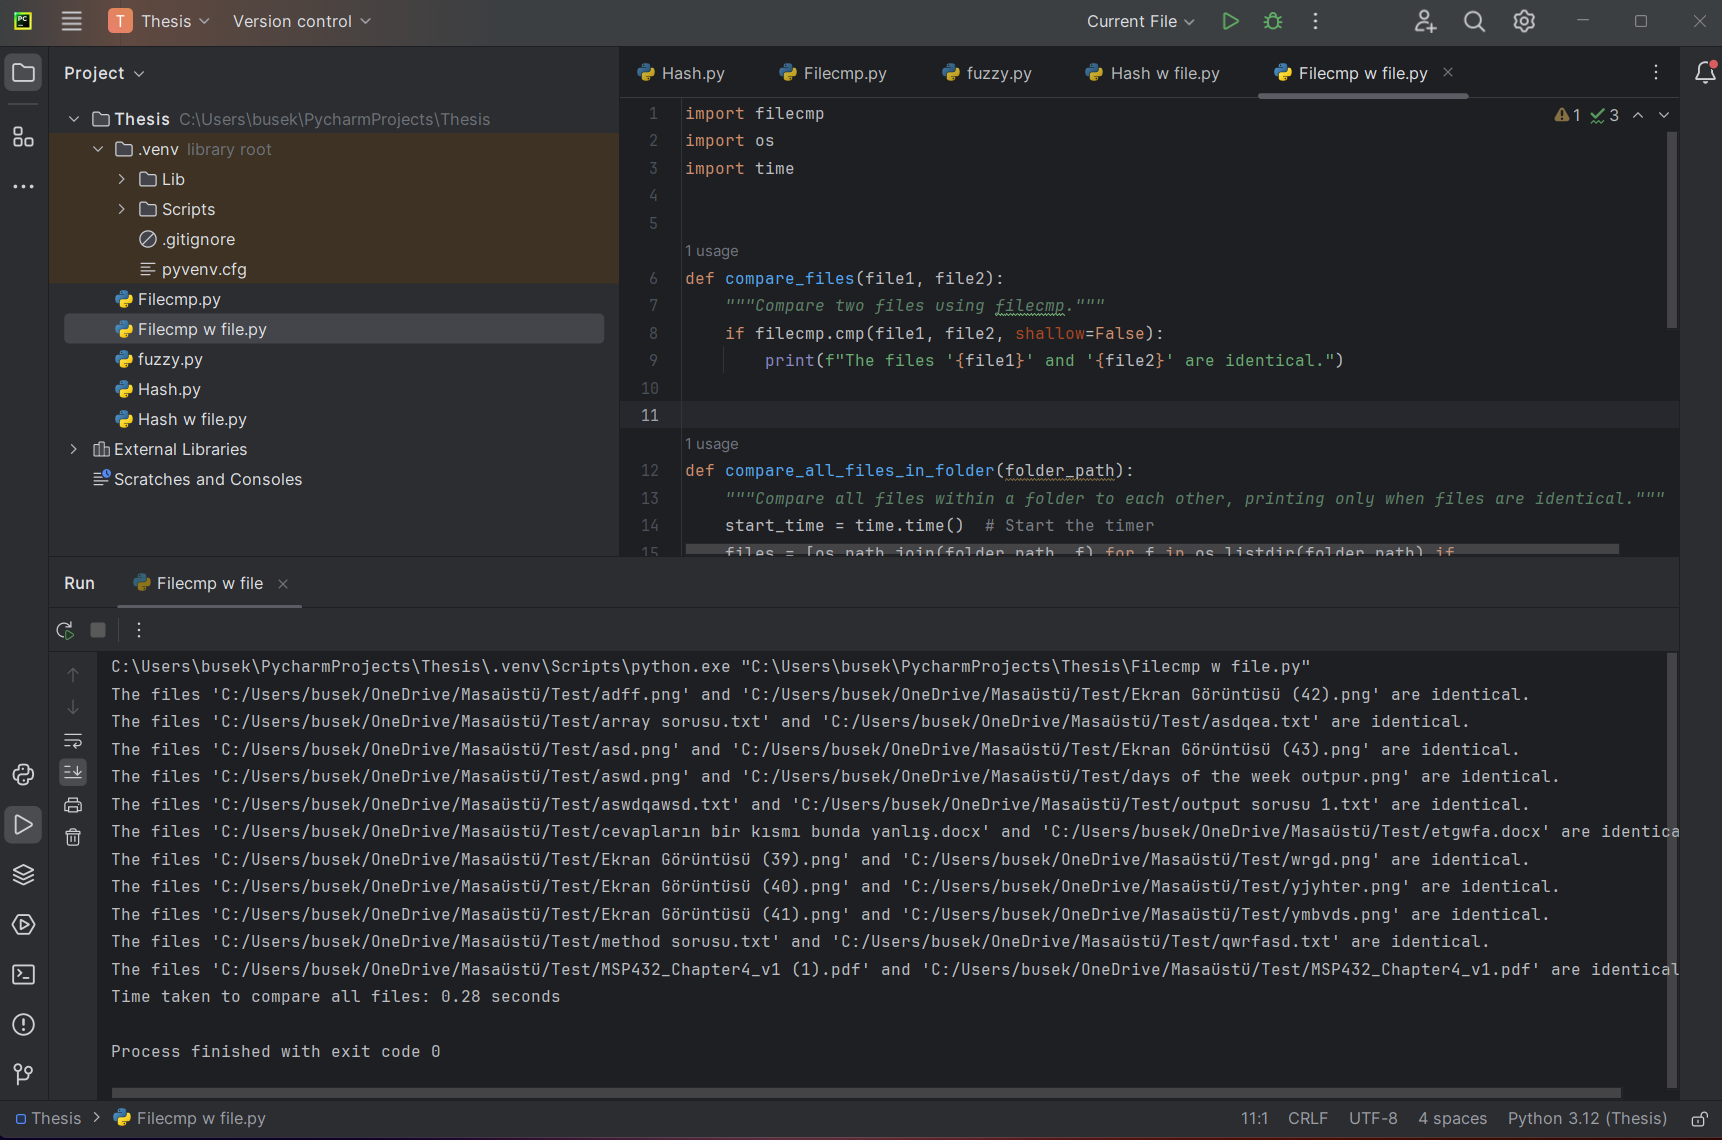 PC
T Thesis Version control Current File
Project
Thesis C:\Users\busek\PycharmProjects\Thesis
.venv library root
Lib
Scripts
.gitignore
pyvenv.cfg
Filecmp.py
Filecmp w file.py
fuzzy.py
Hash.py
Hash w file.py
External Libraries
Scratches and Consoles
Hash.py Filecmp.py fuzzy.py Hash w file.py Filecmp w file.py
1 3
1 import filecmp
2 import os
3 import time
4
5
1 usage
6 def compare_files(file1, file2):
7 """Compare two files using filecmp."""
8 if filecmp.cmp(file1, file2, shallow=False):
9 print(f"The files '{file1}' and '{file2}' are identical.")
10
11
1 usage
12 def compare_all_files_in_folder(folder_path):
13 """Compare all files within a folder to each other, printing only when files are identical."""
14 start_time = time.time() # Start the timer
15 files = [os.path.join(folder_path, f) for f in os.listdir(folder_path) if
Run Filecmp w file
C:\Users\busek\PycharmProjects\Thesis\.venv\Scripts\python.exe "C:\Users\busek\PycharmProjects\Thesis\Filecmp w file.py"
The files 'C:/Users/busek/OneDrive/Masaüstü/Test/adff.png' and 'C:/Users/busek/OneDrive/Masaüstü/Test/Ekran Görüntüsü (42).png' are identical.
The files 'C:/Users/busek/OneDrive/Masaüstü/Test/array sorusu.txt' and 'C:/Users/busek/OneDrive/Masaüstü/Test/asdqea.txt' are identical.
The files 'C:/Users/busek/OneDrive/Masaüstü/Test/asd.png' and 'C:/Users/busek/OneDrive/Masaüstü/Test/Ekran Görüntüsü (43).png' are identical.
The files 'C:/Users/busek/OneDrive/Masaüstü/Test/aswd.png' and 'C:/Users/busek/OneDrive/Masaüstü/Test/days of the week outpur.png' are identical.
The files 'C:/Users/busek/OneDrive/Masaüstü/Test/aswdqawsd.txt' and 'C:/Users/busek/OneDrive/Masaüstü/Test/output sorusu 1.txt' are identical.
The files 'C:/Users/busek/OneDrive/Masaüstü/Test/cevapların bir kısmı bunda yanlış.docx' and 'C:/Users/busek/OneDrive/Masaüstü/Test/etgwfa.docx' are identica
The files 'C:/Users/busek/OneDrive/Masaüstü/Test/Ekran Görüntüsü (39).png' and 'C:/Users/busek/OneDrive/Masaüstü/Test/wrgd.png' are identical.
The files 'C:/Users/busek/OneDrive/Masaüstü/Test/Ekran Görüntüsü (40).png' and 'C:/Users/busek/OneDrive/Masaüstü/Test/yjyhter.png' are identical.
The files 'C:/Users/busek/OneDrive/Masaüstü/Test/Ekran Görüntüsü (41).png' and 'C:/Users/busek/OneDrive/Masaüstü/Test/ymbvds.png' are identical.
The files 'C:/Users/busek/OneDrive/Masaüstü/Test/method sorusu.txt' and 'C:/Users/busek/OneDrive/Masaüstü/Test/qwrfasd.txt' are identical.
The files 'C:/Users/busek/OneDrive/Masaüstü/Test/MSP432_Chapter4_v1 (1).pdf' and 'C:/Users/busek/OneDrive/Masaüstü/Test/MSP432_Chapter4_v1.pdf' are identical
Time taken to compare all files: 0.28 seconds
Process finished with exit code 0
Thesis Filecmp w file.py 11:1 CRLF UTF-8 4 spaces Python 3.12 (Thesis)